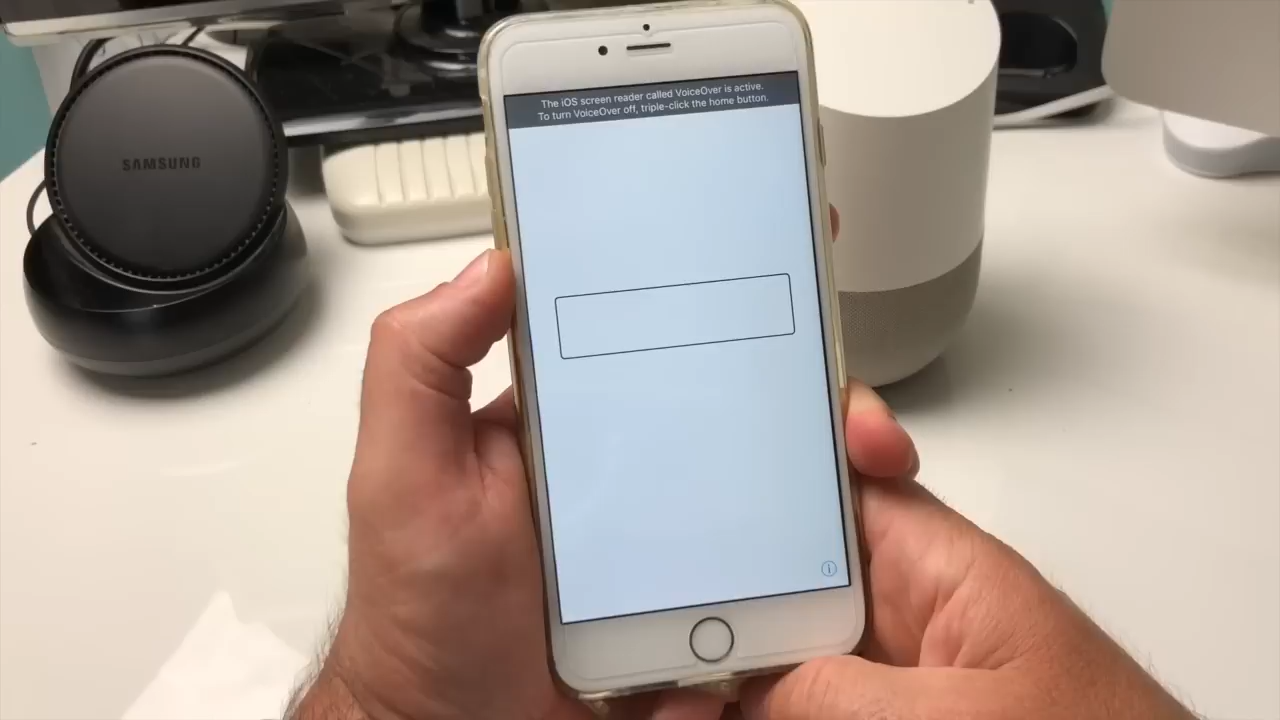 The iOS screen reader called VoiceOver is active.
To turn VoiceOver off, triple-click the home button.
SAMSUNG